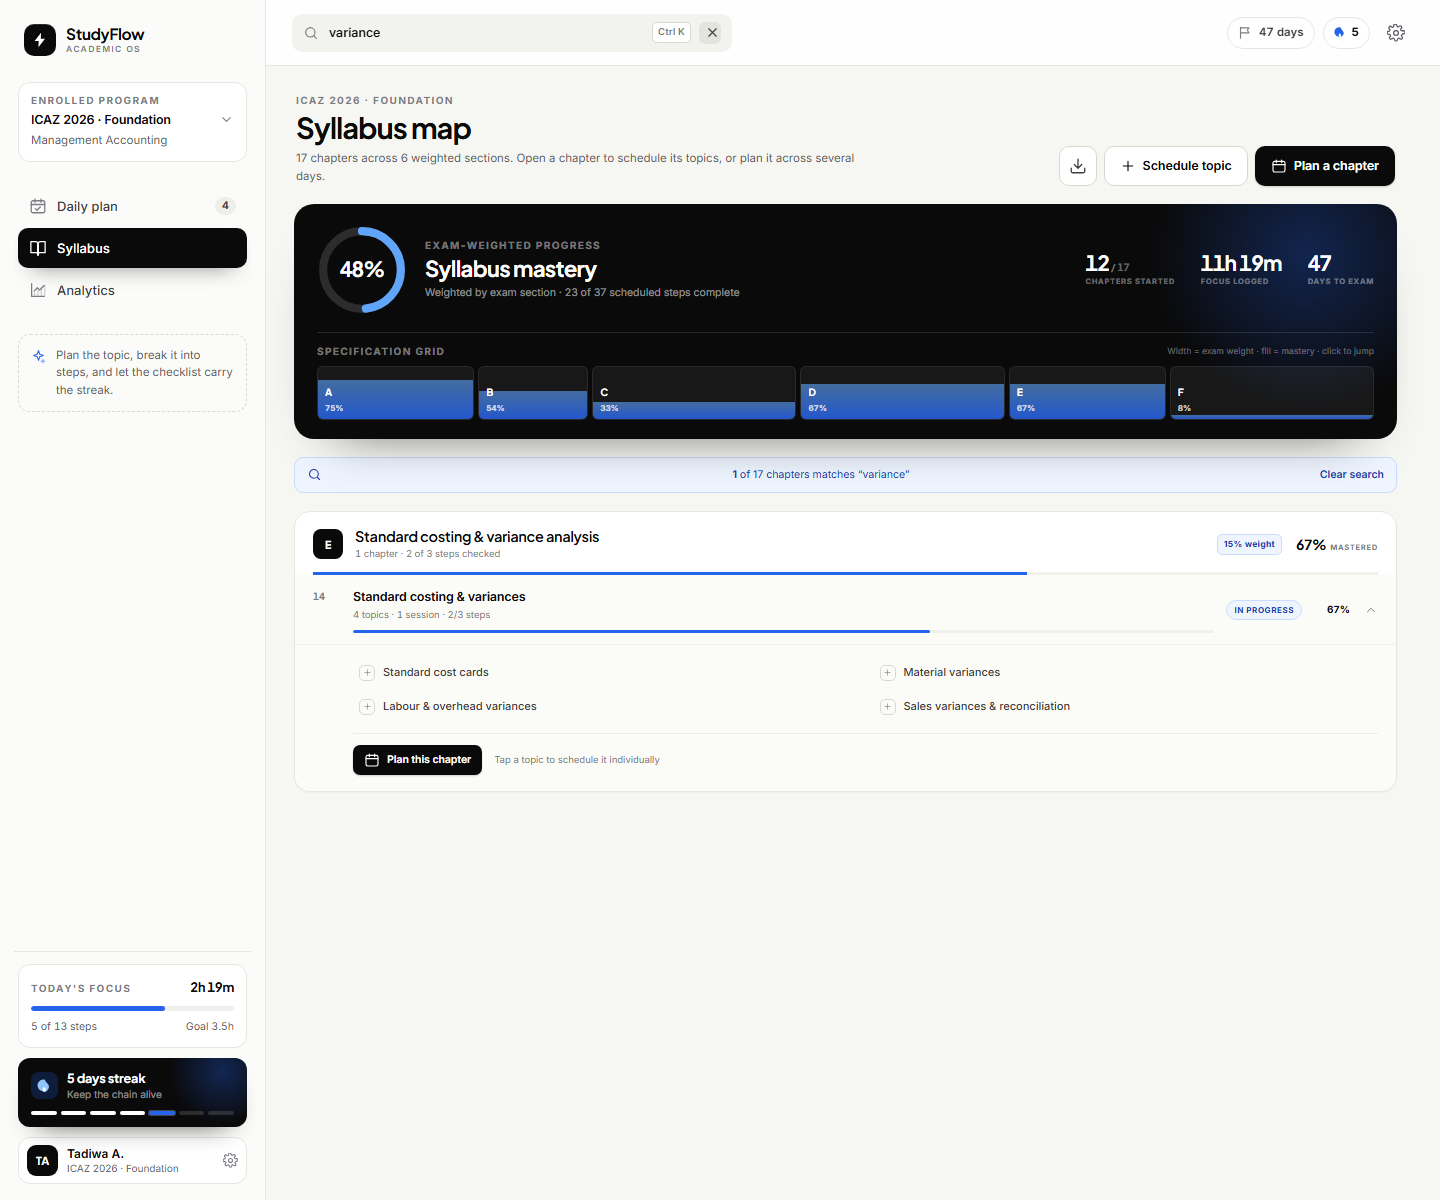 StudyFlow
ACADEMIC OS
ENROLLED PROGRAM
ICAZ 2026 · Foundation
Management Accounting
Daily plan
4
Syllabus
Analytics
Plan the topic, break it into
steps, and let the checklist carry
the streak.
TODAY'S FOCUS
2h19m
5 of 13 steps
Goal 3.5h
5 days streak
Keep the chain alive
TA
Tadiwa A.
ICAZ 2026 · Foundation
variance
Ctrl K
47 days
5
ICAZ 2026 · FOUNDATION
Syllabus map
17 chapters across 6 weighted sections. Open a chapter to schedule its topics, or plan it across several
days.
Schedule topic
Plan a chapter
48%
EXAM-WEIGHTED PROGRESS
Syllabus mastery
Weighted by exam section · 23 of 37 scheduled steps complete
12/17
CHAPTERS STARTED
11h19m
FOCUS LOGGED
47
DAYS TO EXAM
SPECIFICATION GRID
Width = exam weight · fill = mastery · click to jump
A
75%
B
54%
C
33%
D
67%
E
67%
F
8%
1 of 17 chapters matches “variance”
Clear search
E
Standard costing & variance analysis
1 chapter · 2 of 3 steps checked
15% weight
67% MASTERED
14
Standard costing & variances
4 topics · 1 session · 2/3 steps
IN PROGRESS
67%
Standard cost cards
Material variances
Labour & overhead variances
Sales variances & reconciliation
Plan this chapter
Tap a topic to schedule it individually